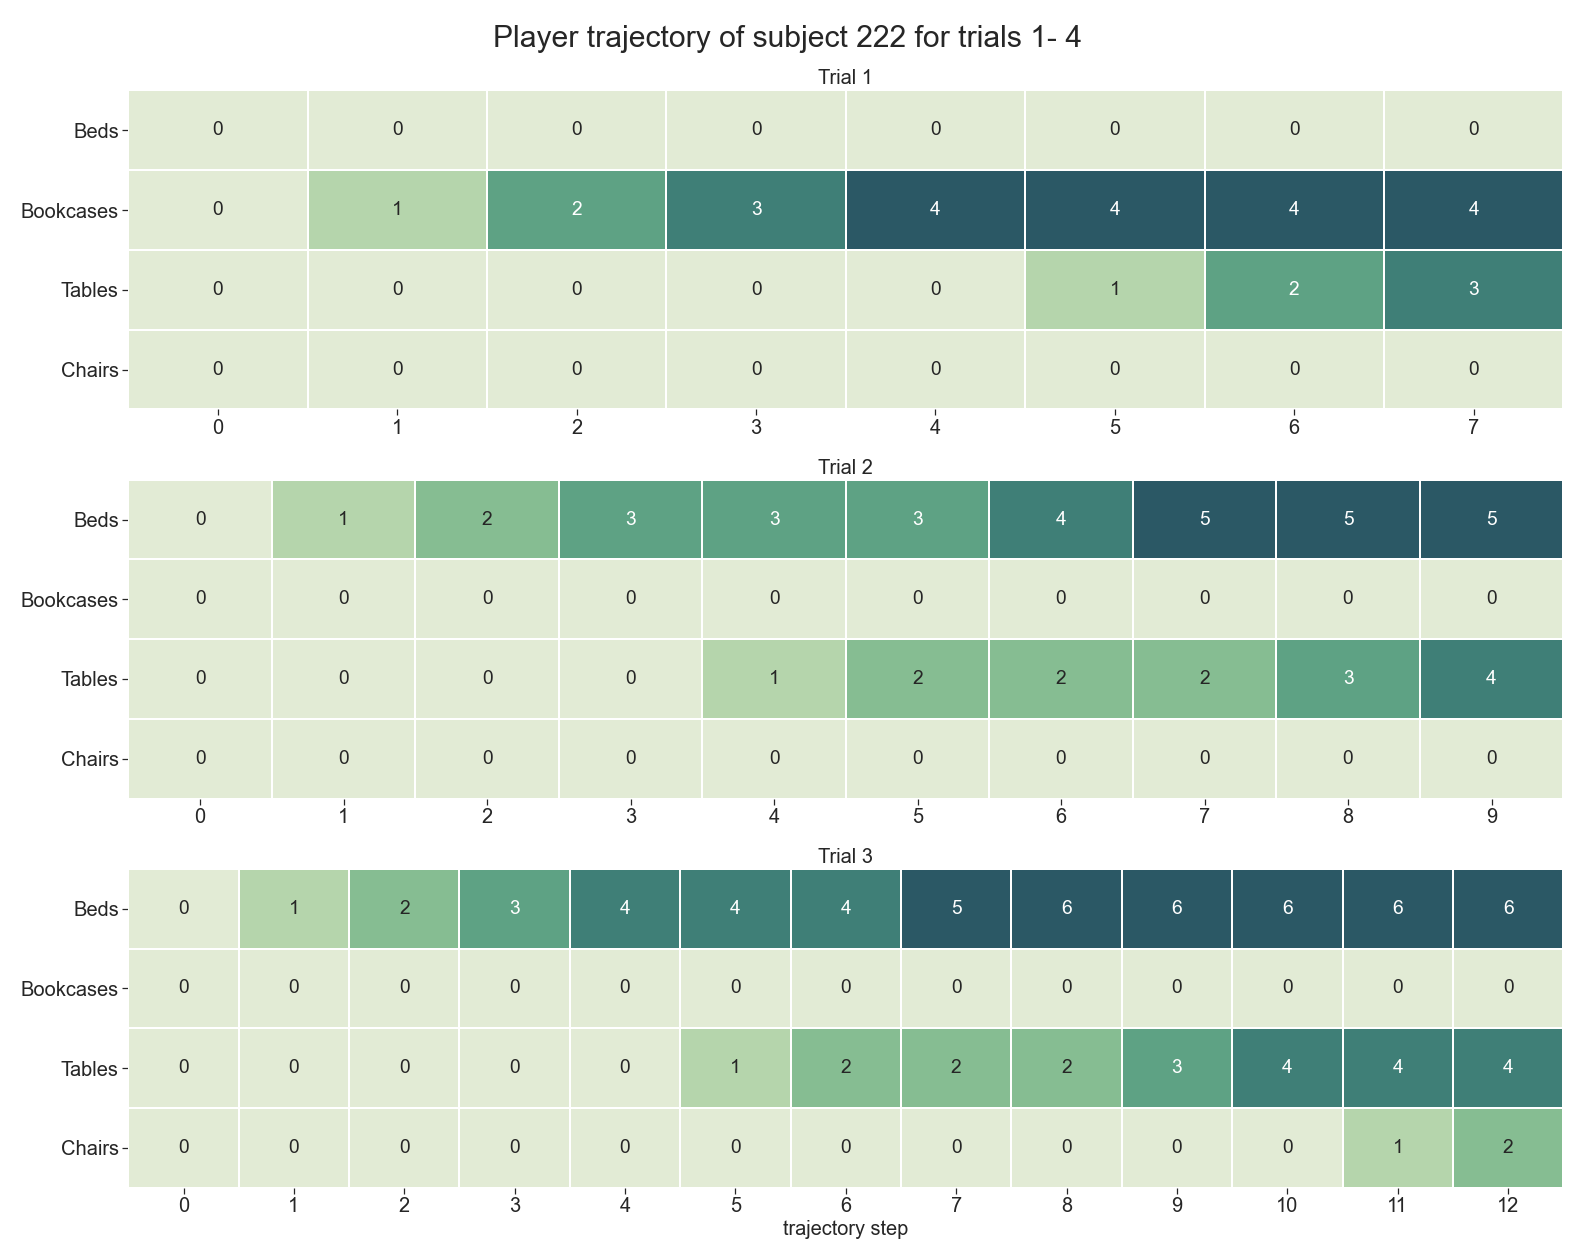 Player trajectory of subject 222 for trials 1- 4
Trial 1
Beds 0 0 0 0 0 0 0 0
Bookcases 0 1 2 3 4 4 4 4
Tables 0 0 0 0 0 1 2 3
Chairs 0 0 0 0 0 0 0 0
0 1 2 3 4 5 6 7
Trial 2
Beds 0 1 2 3 3 3 4 5 5 5
Bookcases 0 0 0 0 0 0 0 0 0 0
Tables 0 0 0 0 1 2 2 2 3 4
Chairs 0 0 0 0 0 0 0 0 0 0
0 1 2 3 4 5 6 7 8 9
Trial 3
Beds 0 1 2 3 4 4 4 5 6 6 6 6 6
Bookcases 0 0 0 0 0 0 0 0 0 0 0 0 0
Tables 0 0 0 0 0 1 2 2 2 3 4 4 4
Chairs 0 0 0 0 0 0 0 0 0 0 0 1 2
0 1 2 3 4 5 6 7 8 9 10 11 12
trajectory step